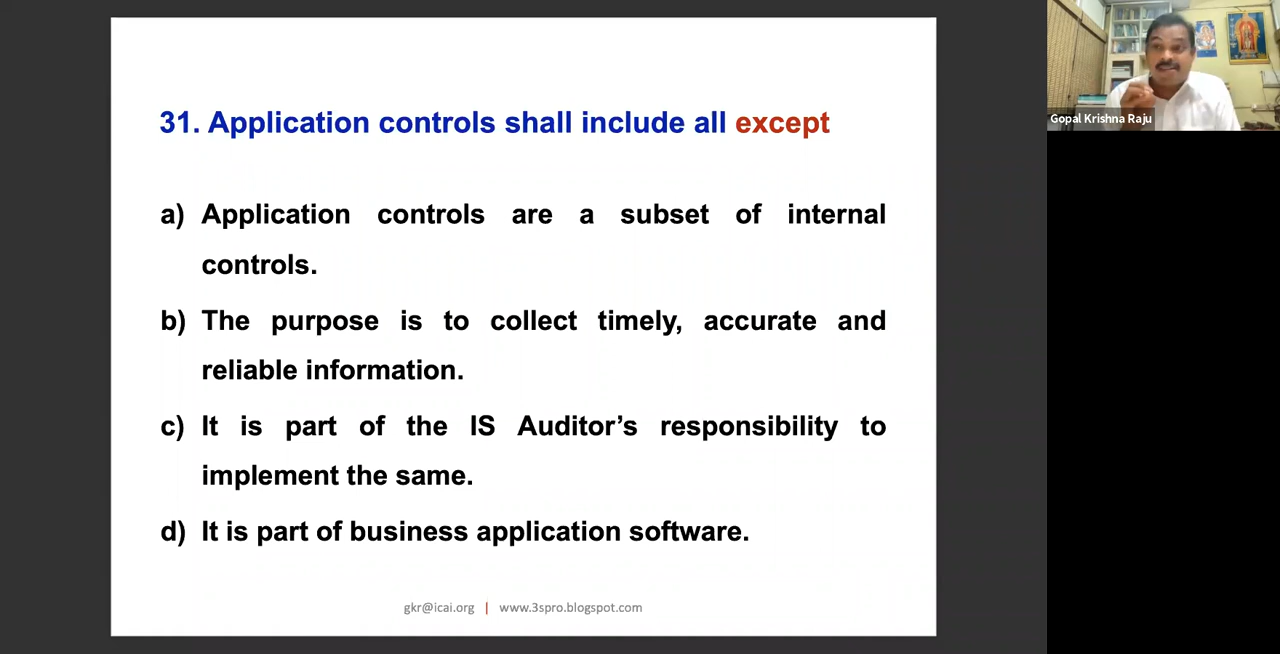 31. Application controls shall include all except
a) Application controls are a subset of internal
controls.
b) The purpose is to collect timely, accurate and
reliable information.
c) It is part of the IS Auditor’s responsibility to
implement the same.
d) It is part of business application software.
gkr@icai.org | www.3spro.blogspot.com
Gopal Krishna Raju